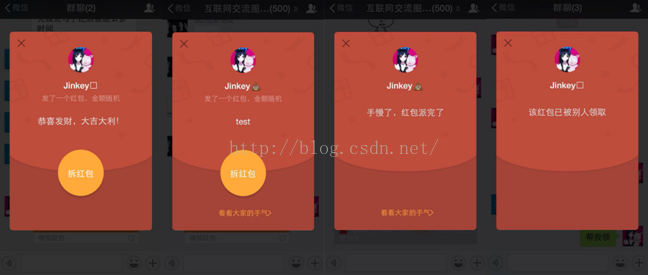 微信
群聊(2)
时间
Jinkey
发了一个红包，金额随机
恭喜发财，大吉大利！
拆红包
微信
互联网交流圈...(500)
Jinkey
发了一个红包，金额随机
test
拆红包
看看大家的手气>
微信
互联网交流圈...(500)
Jinkey
手慢了，红包派完了
看看大家的手气>
微信
群聊(3)
Jinkey
该红包已被别人领取
http://blog.csdn.net/